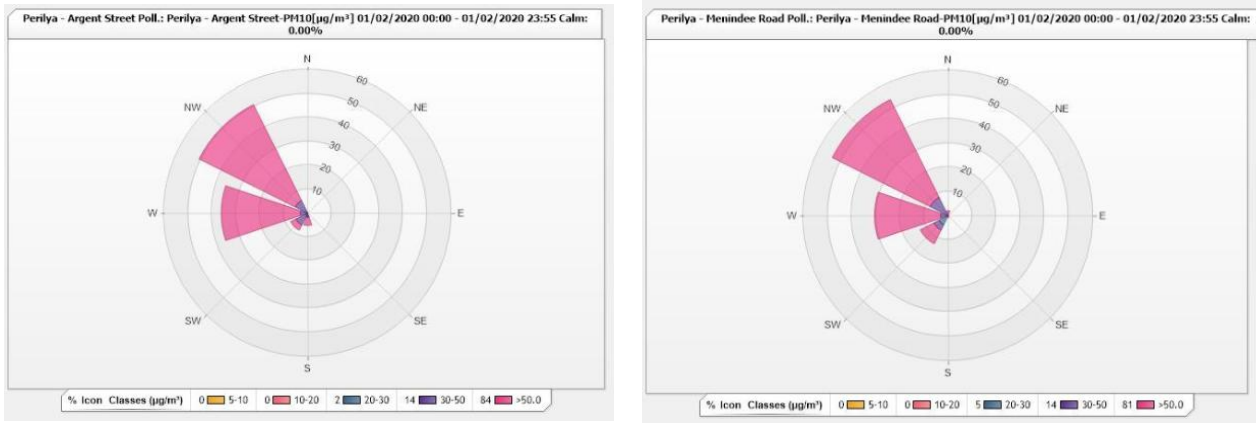 Perilya - Argent Street Poll.: Perilya - Argent Street-PM10[µg/m³] 01/02/2020 00:00 - 01/02/2020 23:55 Calm:
0.00%
N
60
NW
50
NE
40
30
20
10
W
E
SW
SE
S
% Icon Classes (µg/m³) 0 5-10 0 10-20 2 20-30 14 30-50 84 >50.0
Perilya - Menindee Road Poll.: Perilya - Menindee Road-PM10[µg/m³] 01/02/2020 00:00 - 01/02/2020 23:55 Calm:
0.00%
N
60
NW
50
NE
40
30
20
10
W
E
SW
SE
S
% Icon Classes (µg/m³) 0 5-10 0 10-20 5 20-30 14 30-50 81 >50.0